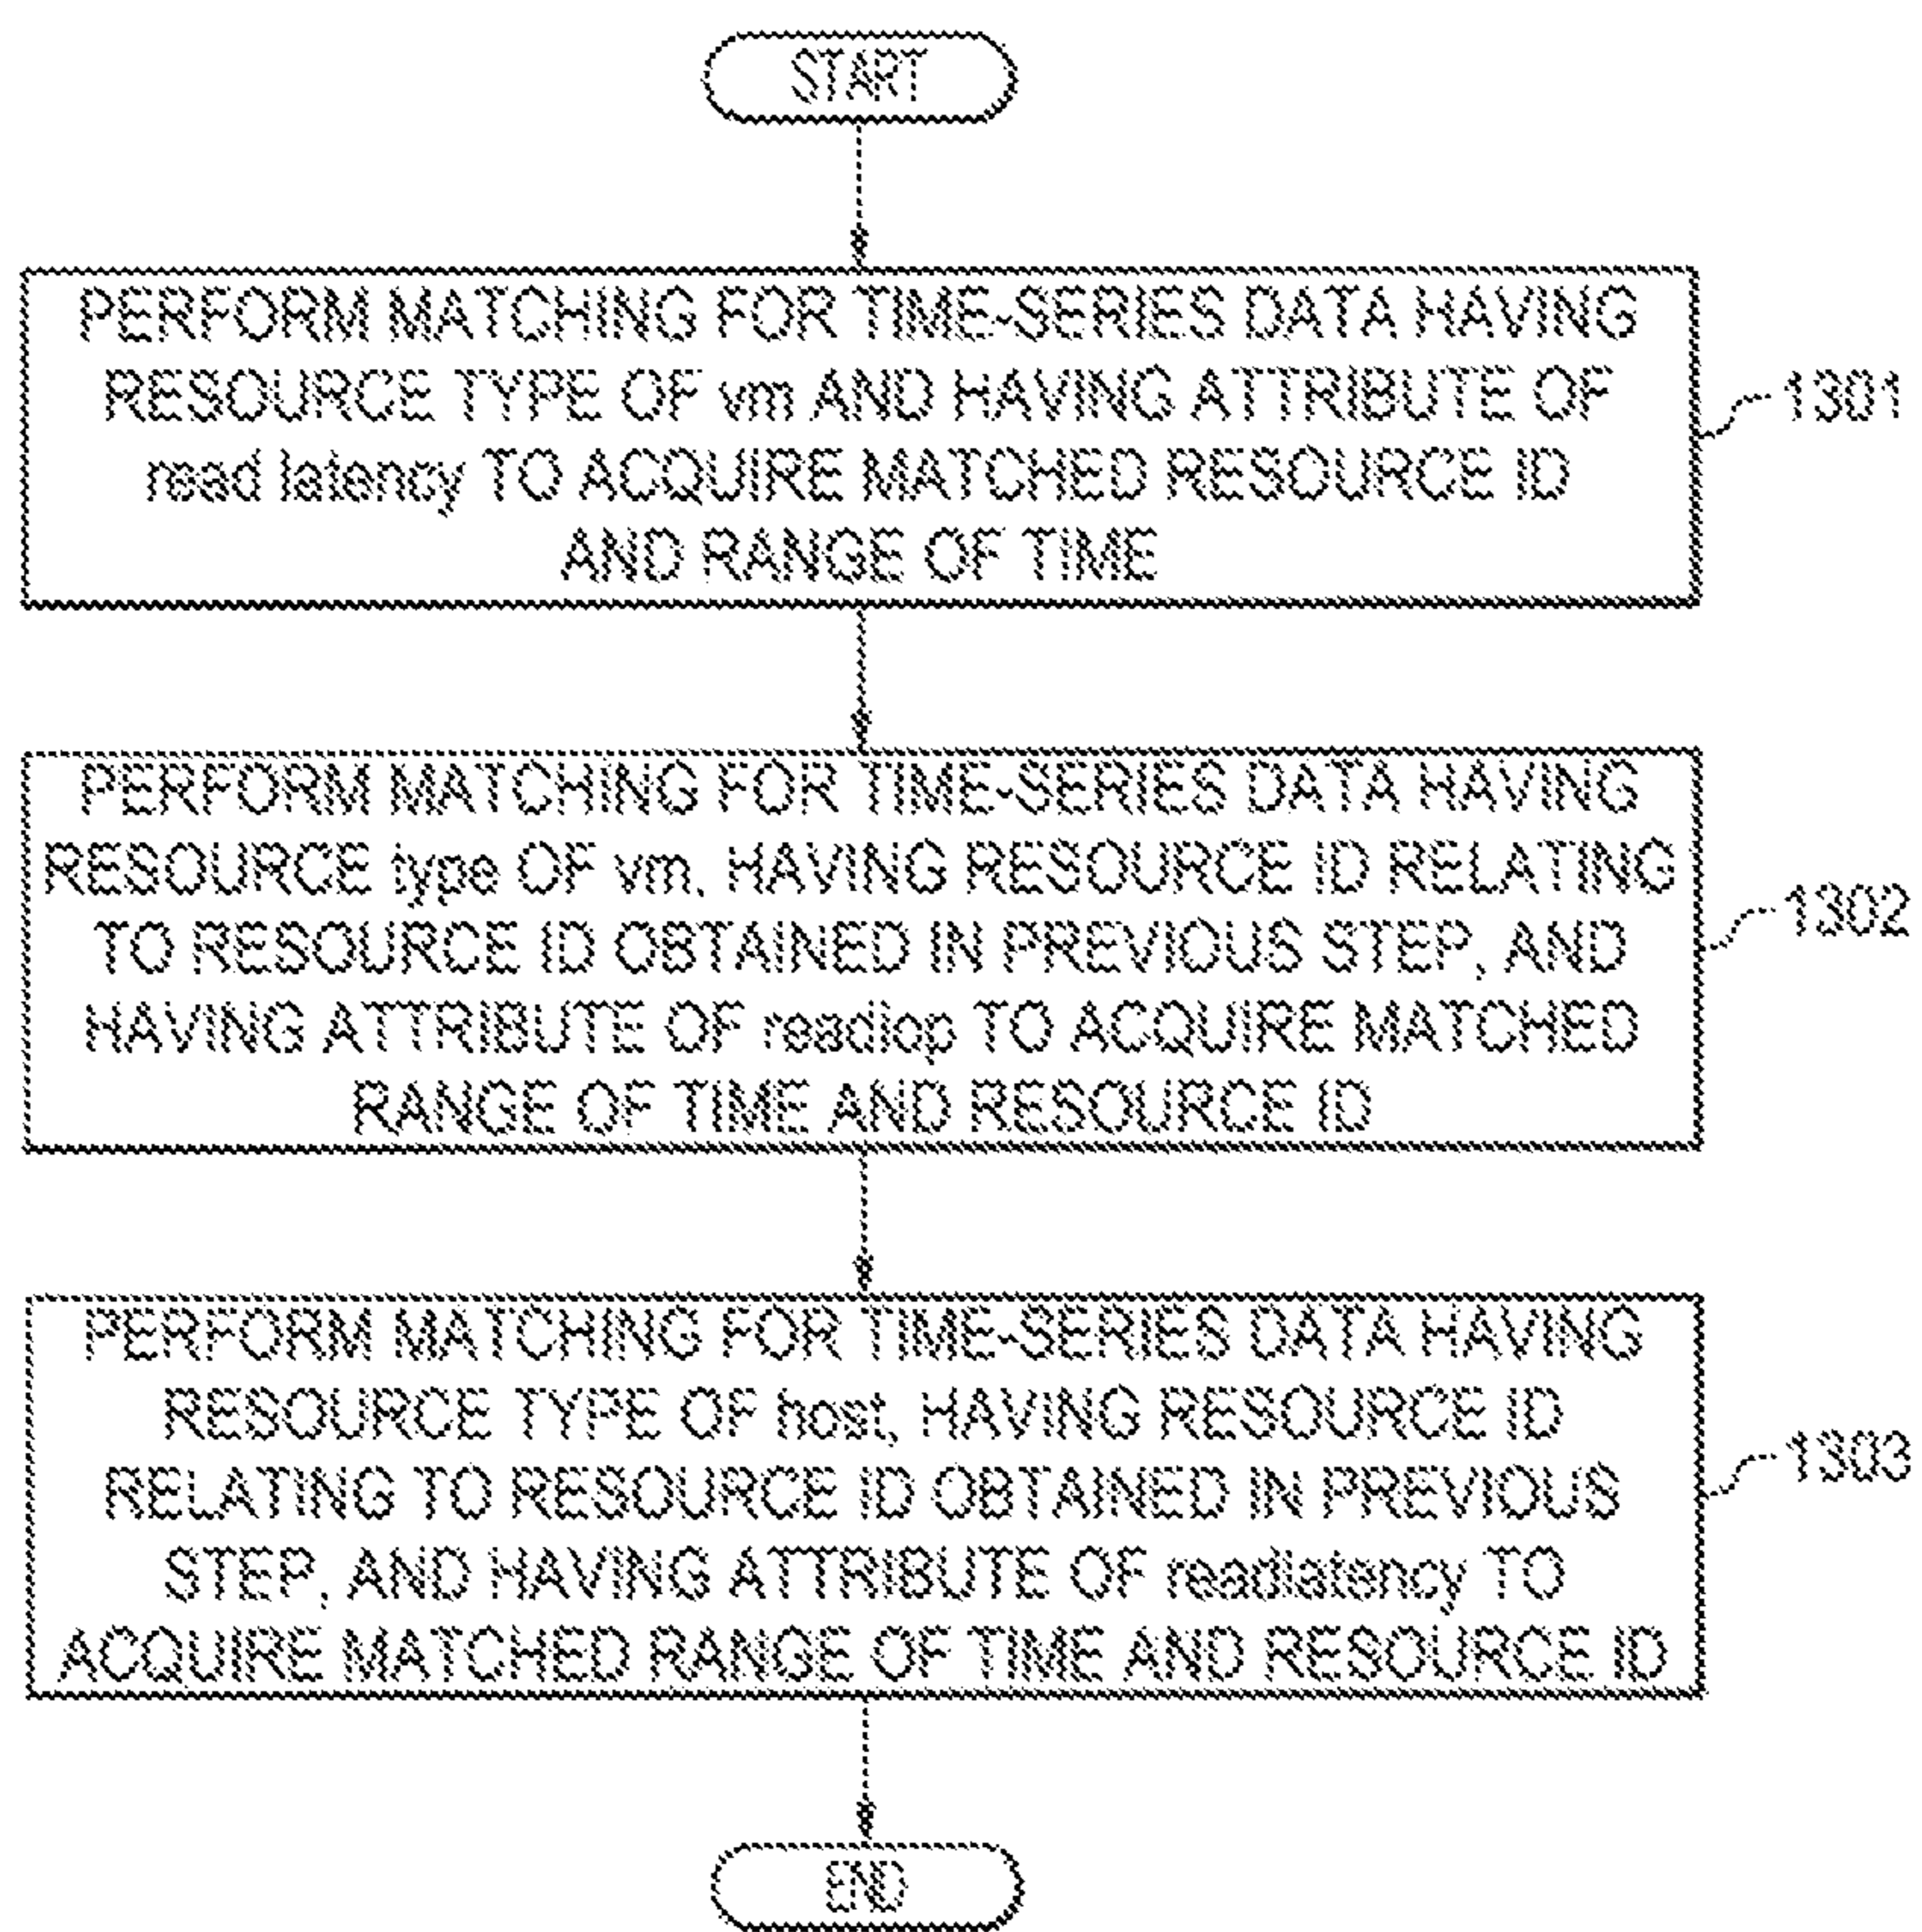 START
PERFORM MATCHING FOR TIME-SERIES DATA HAVING
RESOURCE TYPE OF vm AND HAVING ATTRIBUTE OF
read latency TO ACQUIRE MATCHED RESOURCE ID
AND RANGE OF TIME
1301
PERFORM MATCHING FOR TIME-SERIES DATA HAVING
RESOURCE type OF vm, HAVING RESOURCE ID RELATING
TO RESOURCE ID OBTAINED IN PREVIOUS STEP, AND
HAVING ATTRIBUTE OF readiop TO ACQUIRE MATCHED
RANGE OF TIME AND RESOURCE ID
1302
PERFORM MATCHING FOR TIME-SERIES DATA HAVING
RESOURCE TYPE OF host, HAVING RESOURCE ID
RELATING TO RESOURCE ID OBTAINED IN PREVIOUS
STEP, AND HAVING ATTRIBUTE OF readlatency TO
ACQUIRE MATCHED RANGE OF TIME AND RESOURCE ID
1303
END